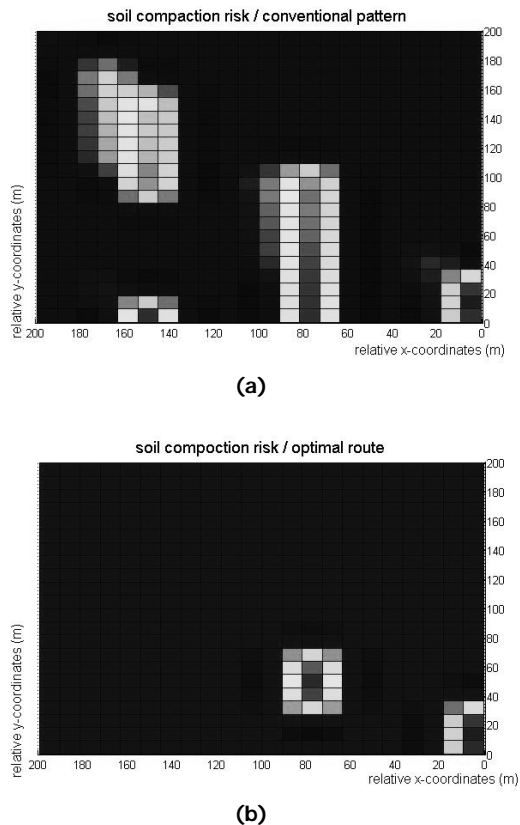 soil compaction risk / conventional pattern
relative y-coordinates (m)
200
180
160
140
120
100
80
60
40
20
0
200 180 160 140 120 100 80 60 40 20 0
relative x-coordinates (m)
(a)
soil compoction risk / optimal route
relative y-coordinates (m)
200
180
160
140
120
100
80
60
40
20
0
200 180 160 140 120 100 80 60 40 20 0
relative x-coordinates (m)
(b)